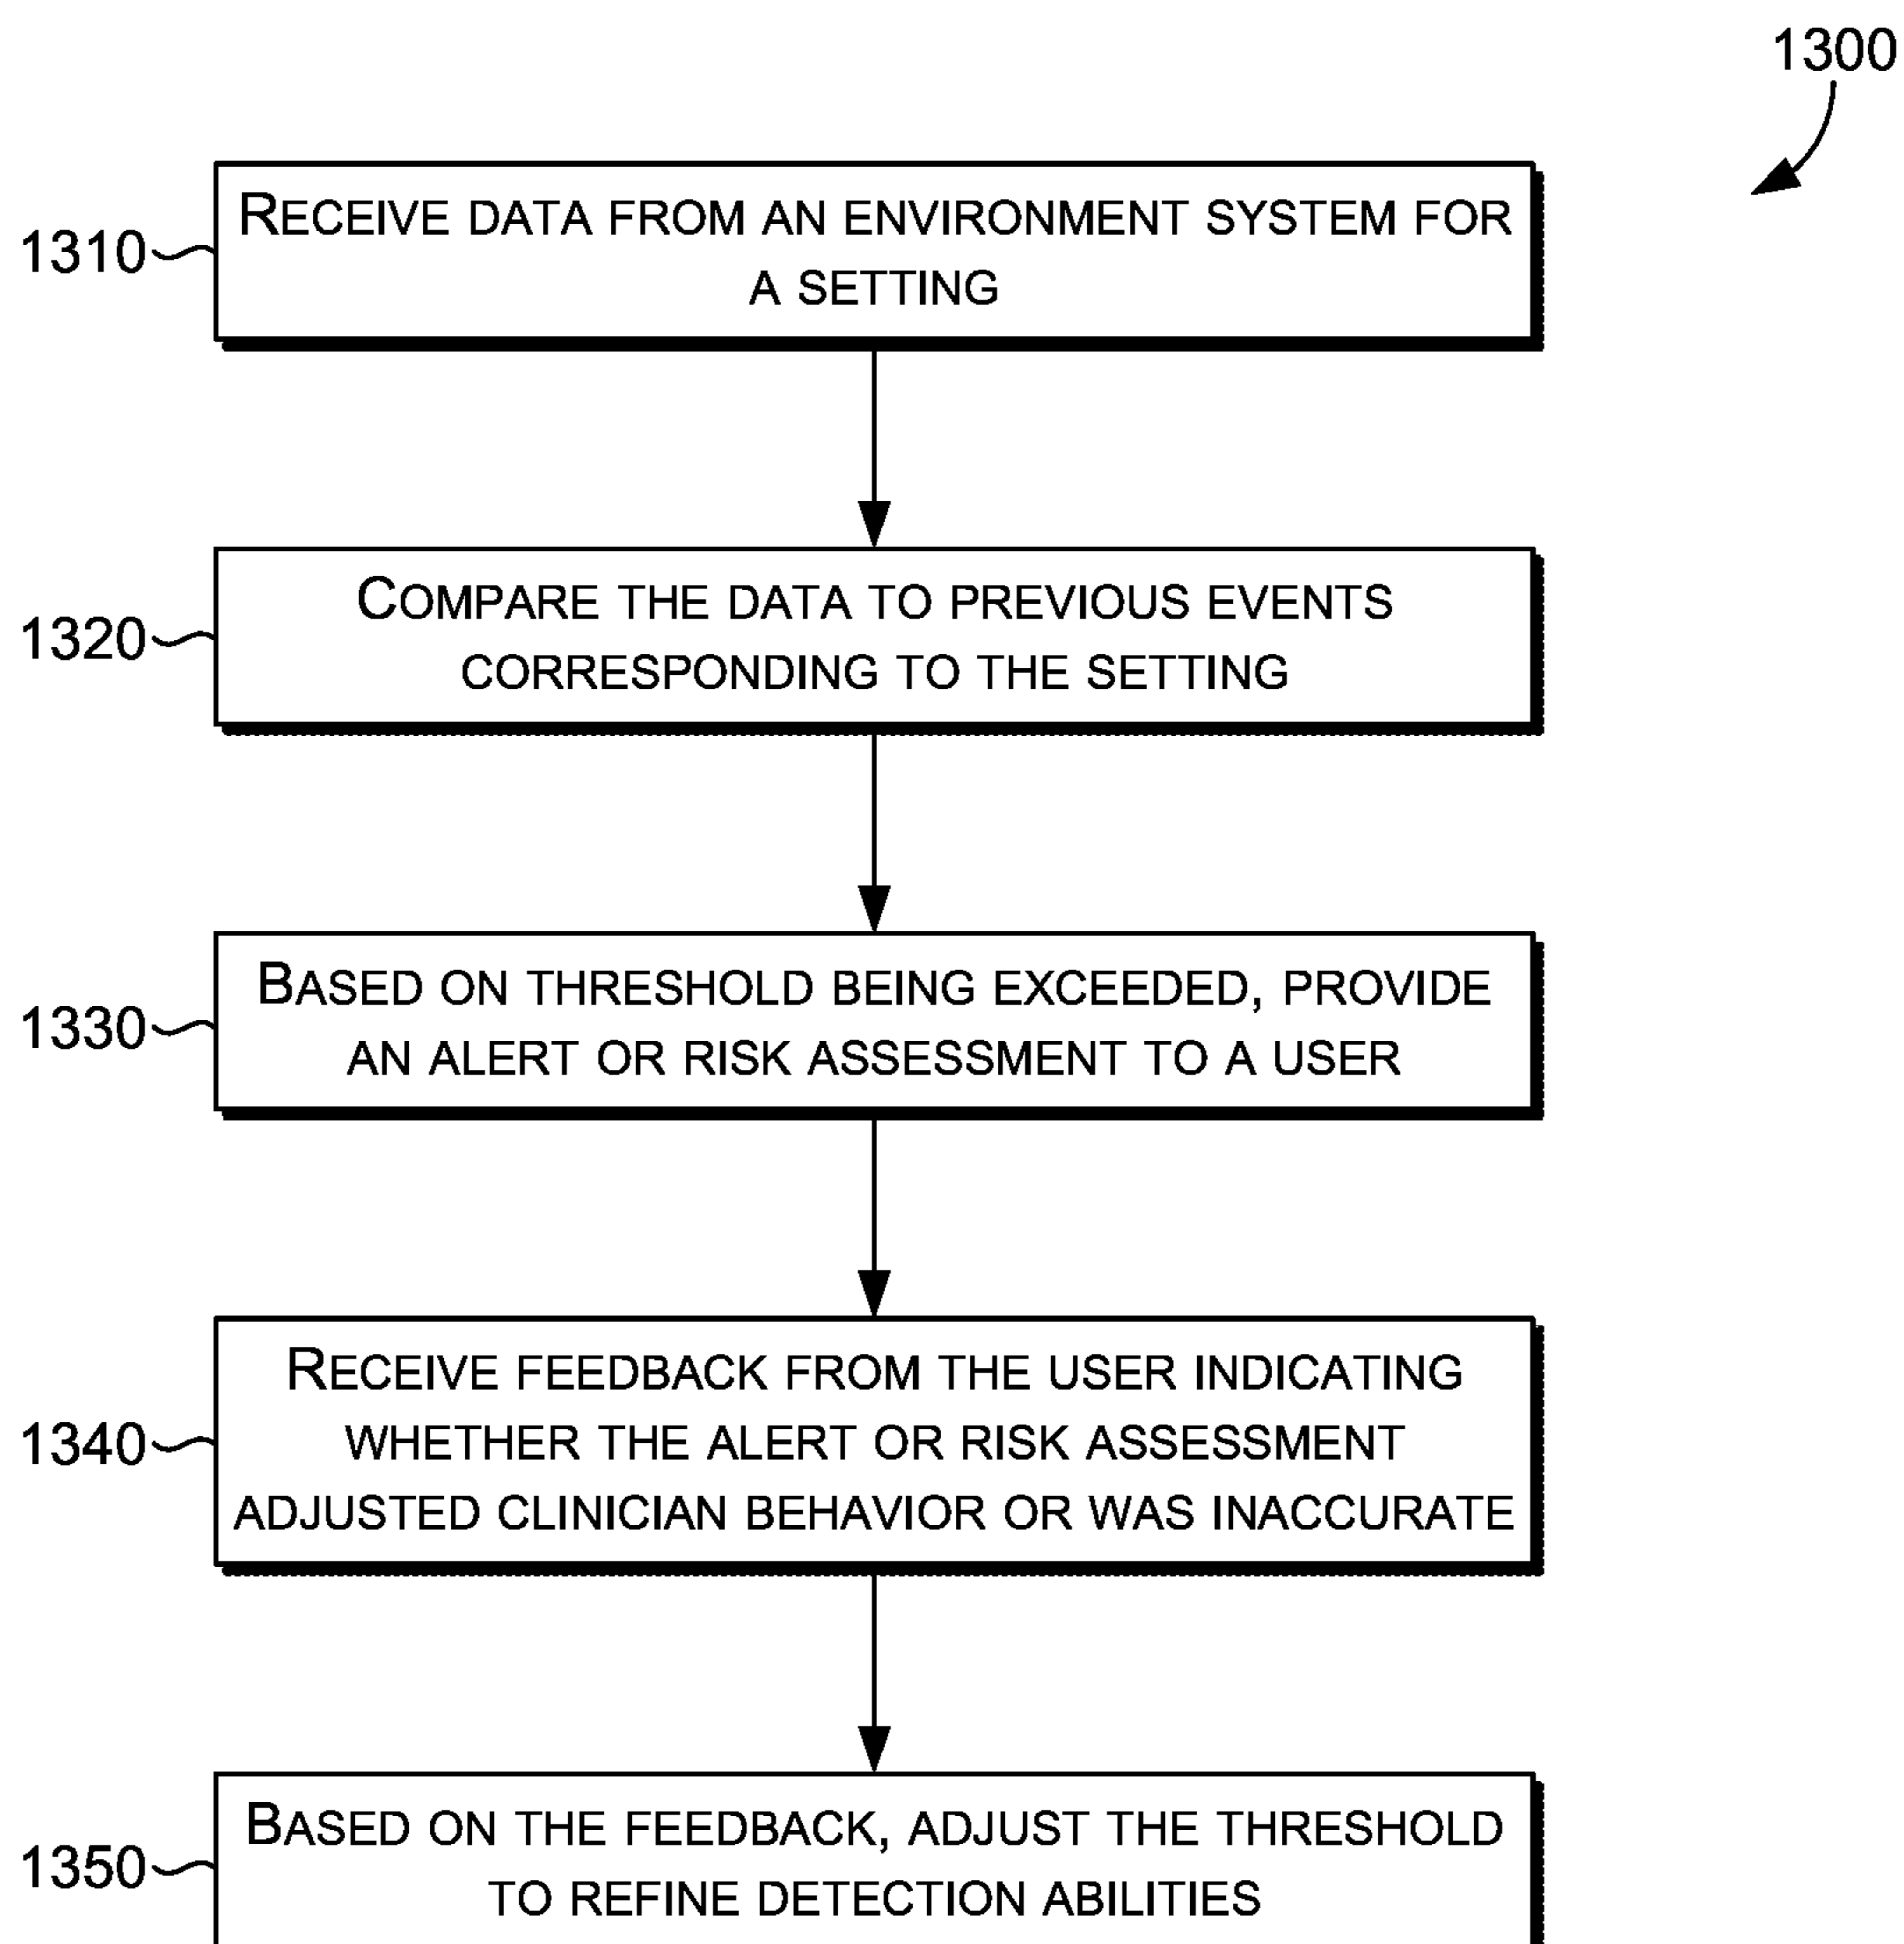 1300
1310
RECEIVE DATA FROM AN ENVIRONMENT SYSTEM FOR
A SETTING
1320
COMPARE THE DATA TO PREVIOUS EVENTS
CORRESPONDING TO THE SETTING
1330
BASED ON THRESHOLD BEING EXCEEDED, PROVIDE
AN ALERT OR RISK ASSESSMENT TO A USER
1340
RECEIVE FEEDBACK FROM THE USER INDICATING
WHETHER THE ALERT OR RISK ASSESSMENT
ADJUSTED CLINICIAN BEHAVIOR OR WAS INACCURATE
1350
BASED ON THE FEEDBACK, ADJUST THE THRESHOLD
TO REFINE DETECTION ABILITIES